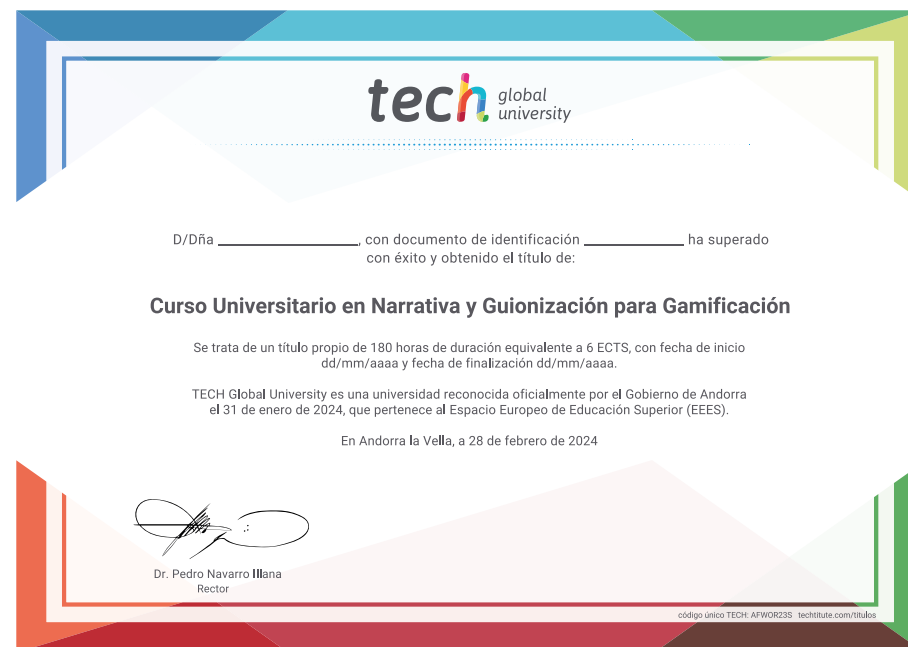 tech global university
D/Dña ____________________, con documento de identificación ______________ ha superado
con éxito y obtenido el título de:
Curso Universitario en Narrativa y Guionización para Gamificación
Se trata de un título propio de 180 horas de duración equivalente a 6 ECTS, con fecha de inicio
dd/mm/aaaa y fecha de finalización dd/mm/aaaa.
TECH Global University es una universidad reconocida oficialmente por el Gobierno de Andorra
el 31 de enero de 2024, que pertenece al Espacio Europeo de Educación Superior (EEES).
En Andorra la Vella, a 28 de febrero de 2024
Dr. Pedro Navarro Illana
Rector
código único TECH: AFWOR23S techtitute.com/titulos